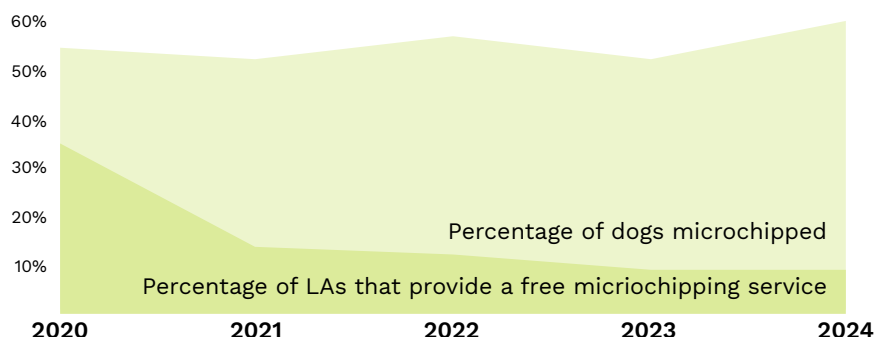 60%
50%
40%
30%
20%
10%
Percentage of dogs microchipped
Percentage of LAs that provide a free micriochipping service
2020 2021 2022 2023 2024